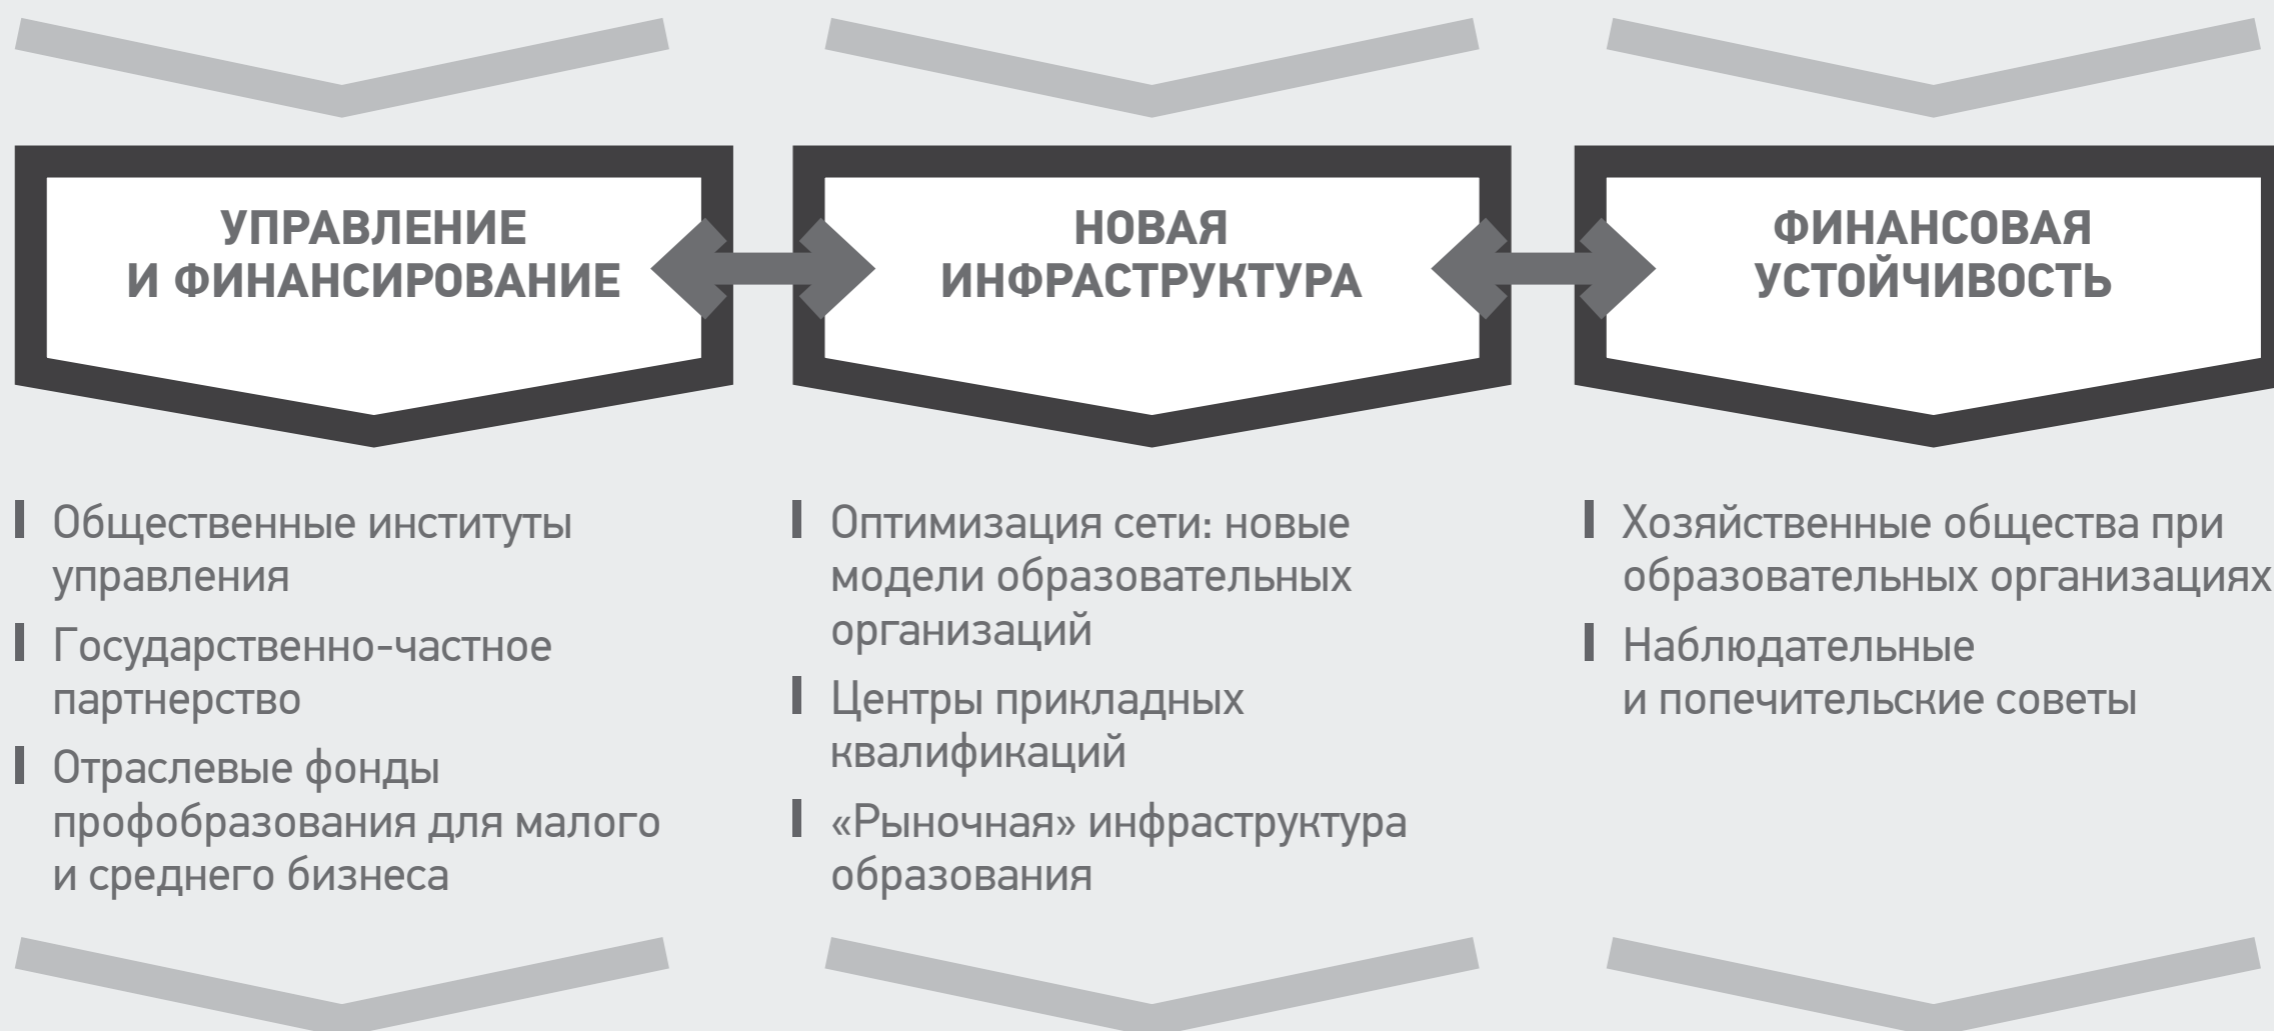 УПРАВЛЕНИЕ
И ФИНАНСИРОВАНИЕ
Общественные институты
управления
Государственно-частное
партнерство
Отраслевые фонды
профобразования для малого
и среднего бизнеса
НОВАЯ
ИНФРАСТРУКТУРА
Оптимизация сети: новые
модели образовательных
организаций
Центры прикладных
квалификаций
«Рыночная» инфраструктура
образования
ФИНАНСОВАЯ
УСТОЙЧИВОСТЬ
Хозяйственные общества при
образовательных организациях
Наблюдательные
и попечительские советы